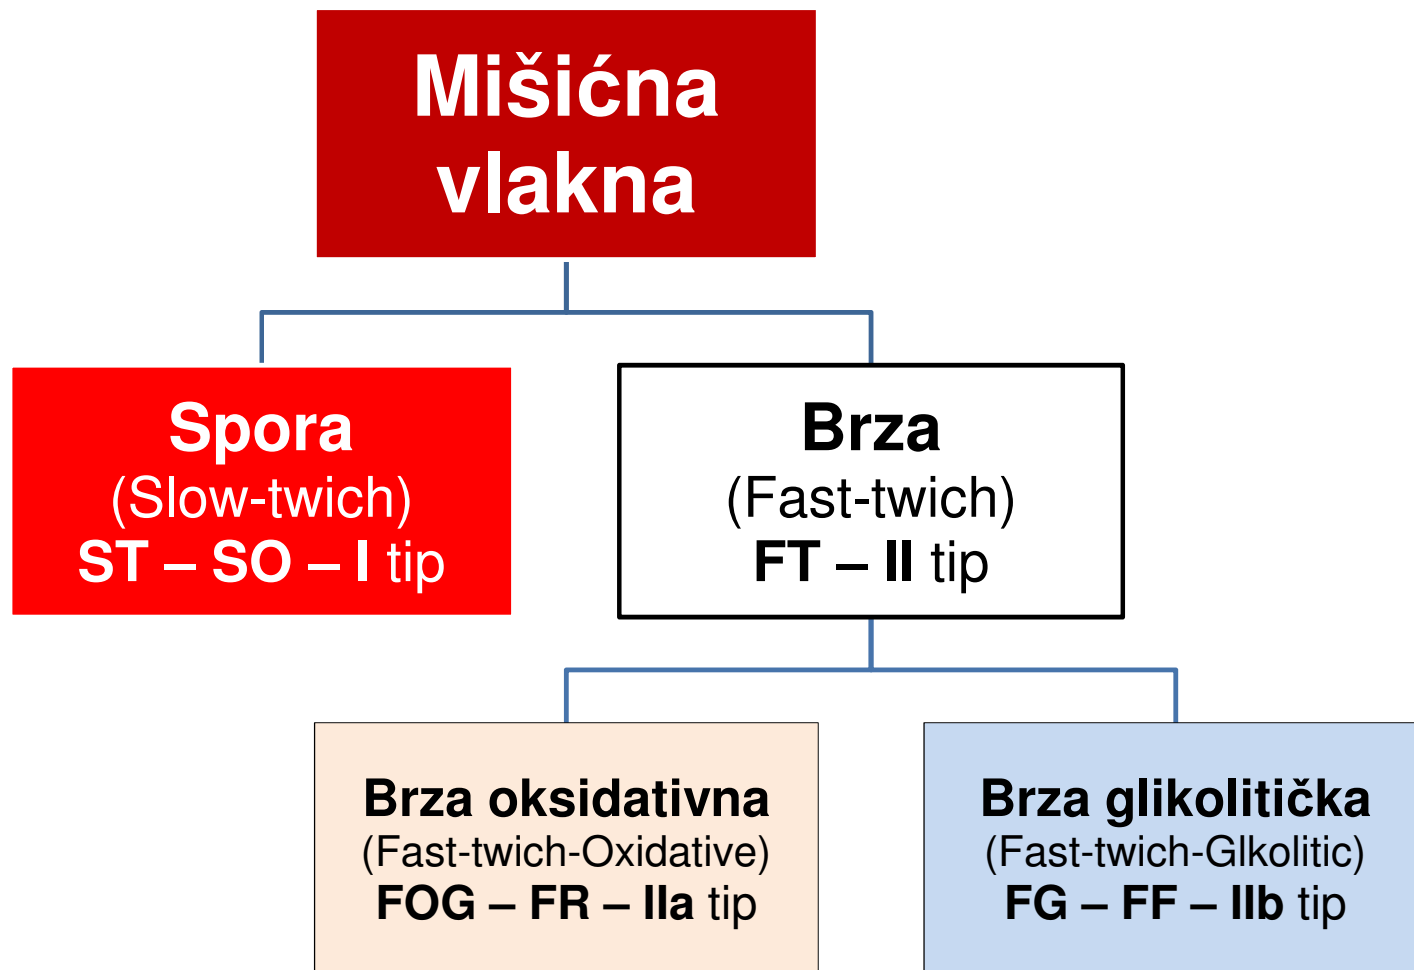 Mišićna
vlakna
Spora
(Slow-twich)
ST – SO – I tip
Brza
(Fast-twich)
FT – II tip
Brza oksidativna
(Fast-twich-Oxidative)
FOG – FR – IIa tip
Brza glikolitička
(Fast-twich-Glkolitic)
FG – FF – IIb tip